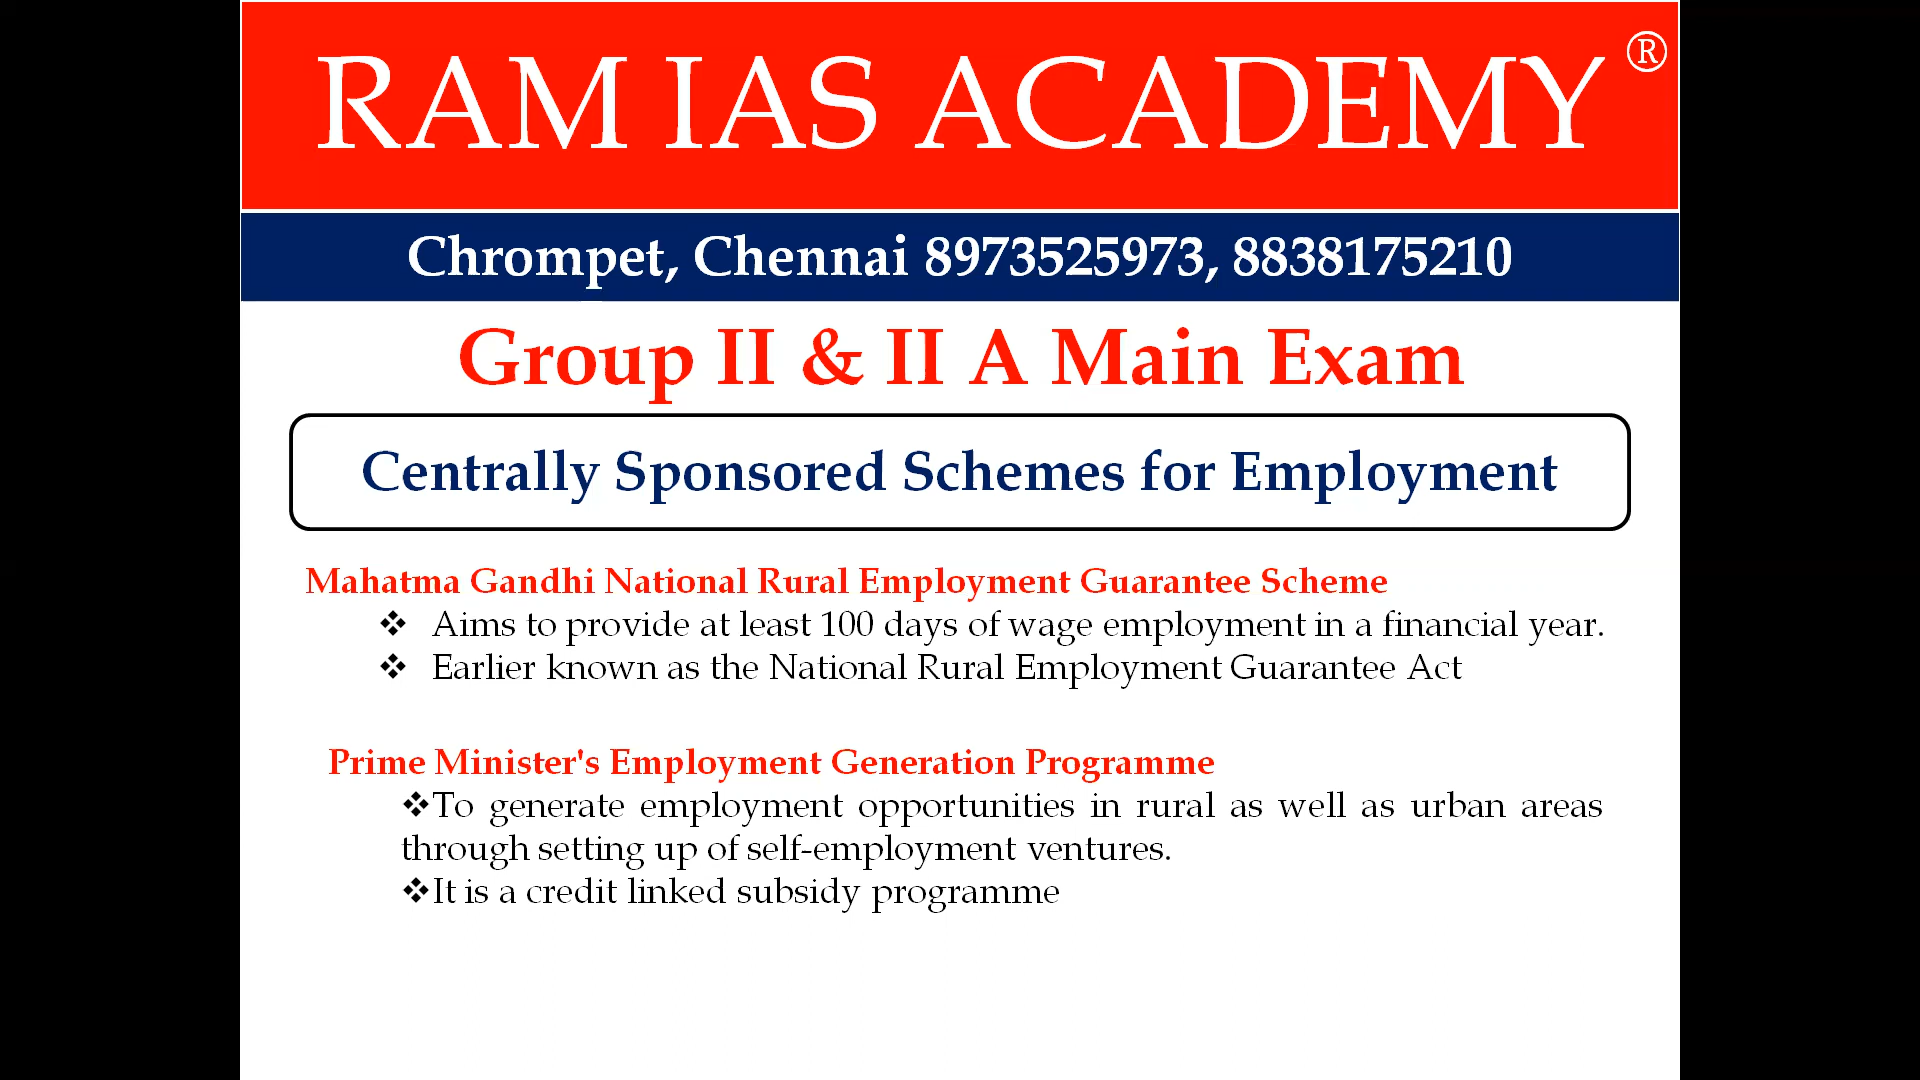 RAM IAS ACADEMY ®
Chrompet, Chennai 8973525973, 8838175210
Group II & II A Main Exam
Centrally Sponsored Schemes for Employment
Mahatma Gandhi National Rural Employment Guarantee Scheme
❖ Aims to provide at least 100 days of wage employment in a financial year.
❖ Earlier known as the National Rural Employment Guarantee Act
Prime Minister's Employment Generation Programme
❖To generate employment opportunities in rural as well as urban areas
through setting up of self-employment ventures.
❖It is a credit linked subsidy programme